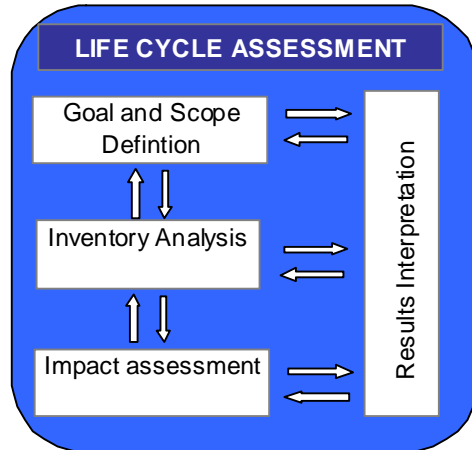 LIFE CYCLE ASSESSMENT
Goal and Scope
Defintion
Inventory Analysis
Impact assessment
Results Interpretation